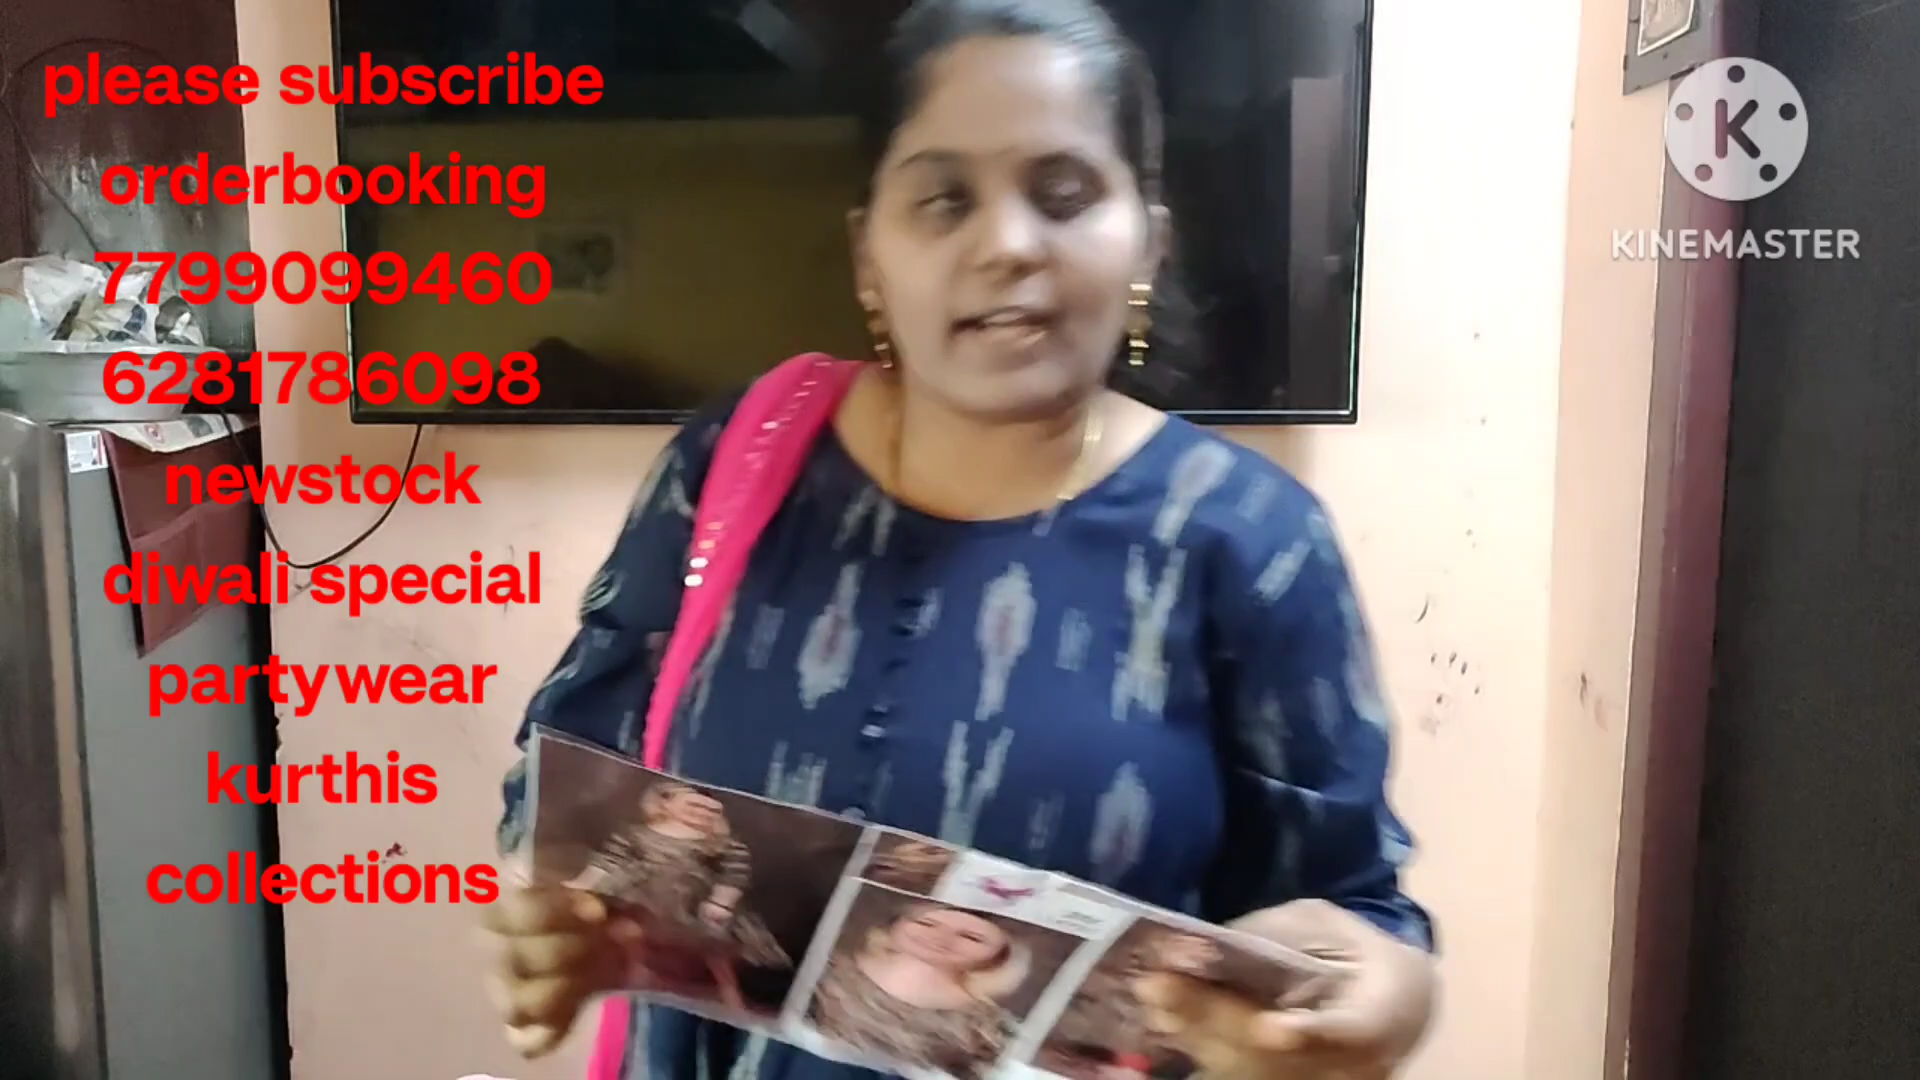 please subscribe
orderbooking
7799099460
6281786098
newstock
diwali special
partywear
kurthis
collections
K
KINEMASTER